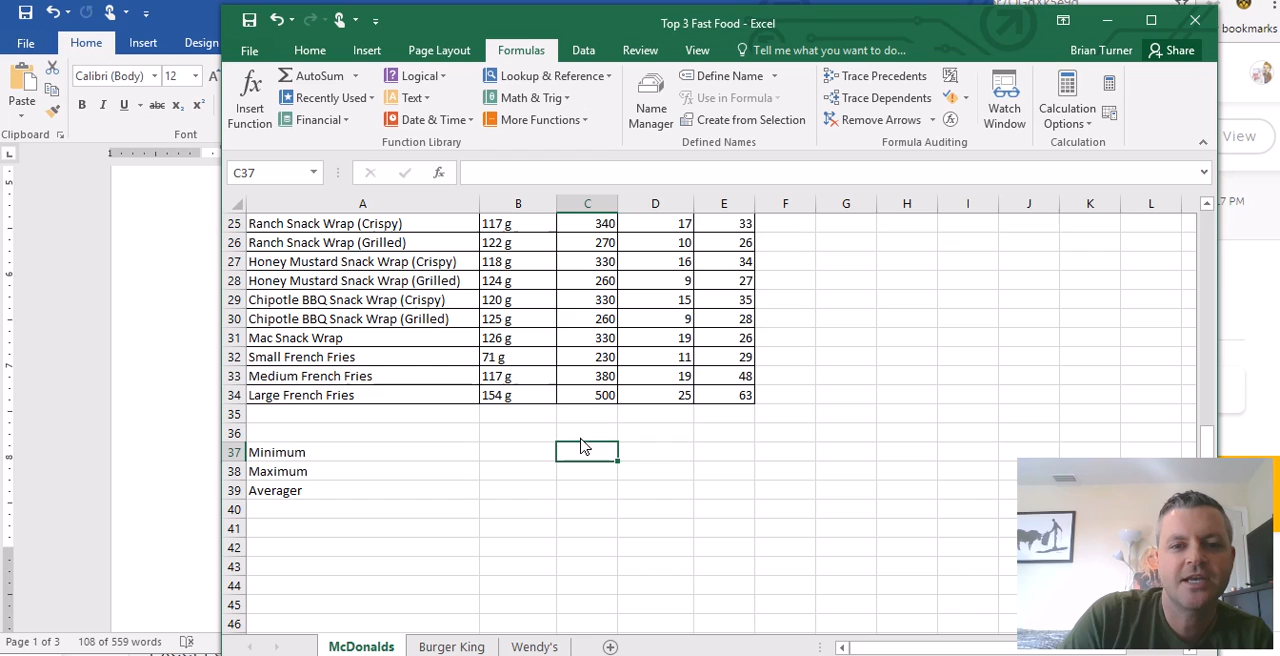 Top 3 Fast Food - Excel
bookmarks
File Home Insert Design
File Home Insert Page Layout Formulas Data Review View Tell me what you want to do... Brian Turner Share
Calibri (Body) 12
Paste
B I U abc X₂ X²
Clipboard Font
fx AutoSum Logical Lookup & Reference Define Name Trace Precedents
Insert Function Recently Used Text Math & Trig Name Manager Use in Formula Trace Dependents Watch Window Calculation Options
Financial Date & Time More Functions Create from Selection Remove Arrows
Function Library Defined Names Formula Auditing Calculation
View
C37 fx
A B C D E F G H I J K L
7 PM
25 Ranch Snack Wrap (Crispy) 117 g 340 17 33
26 Ranch Snack Wrap (Grilled) 122 g 270 10 26
27 Honey Mustard Snack Wrap (Crispy) 118 g 330 16 34
28 Honey Mustard Snack Wrap (Grilled) 124 g 260 9 27
29 Chipotle BBQ Snack Wrap (Crispy) 120 g 330 15 35
30 Chipotle BBQ Snack Wrap (Grilled) 125 g 260 9 28
31 Mac Snack Wrap 126 g 330 19 26
32 Small French Fries 71 g 230 11 29
33 Medium French Fries 117 g 380 19 48
34 Large French Fries 154 g 500 25 63
35
36
37 Minimum
38 Maximum
39 Averager
40
41
42
43
44
45
46
McDonalds Burger King Wendy's
Page 1 of 3 108 of 559 words